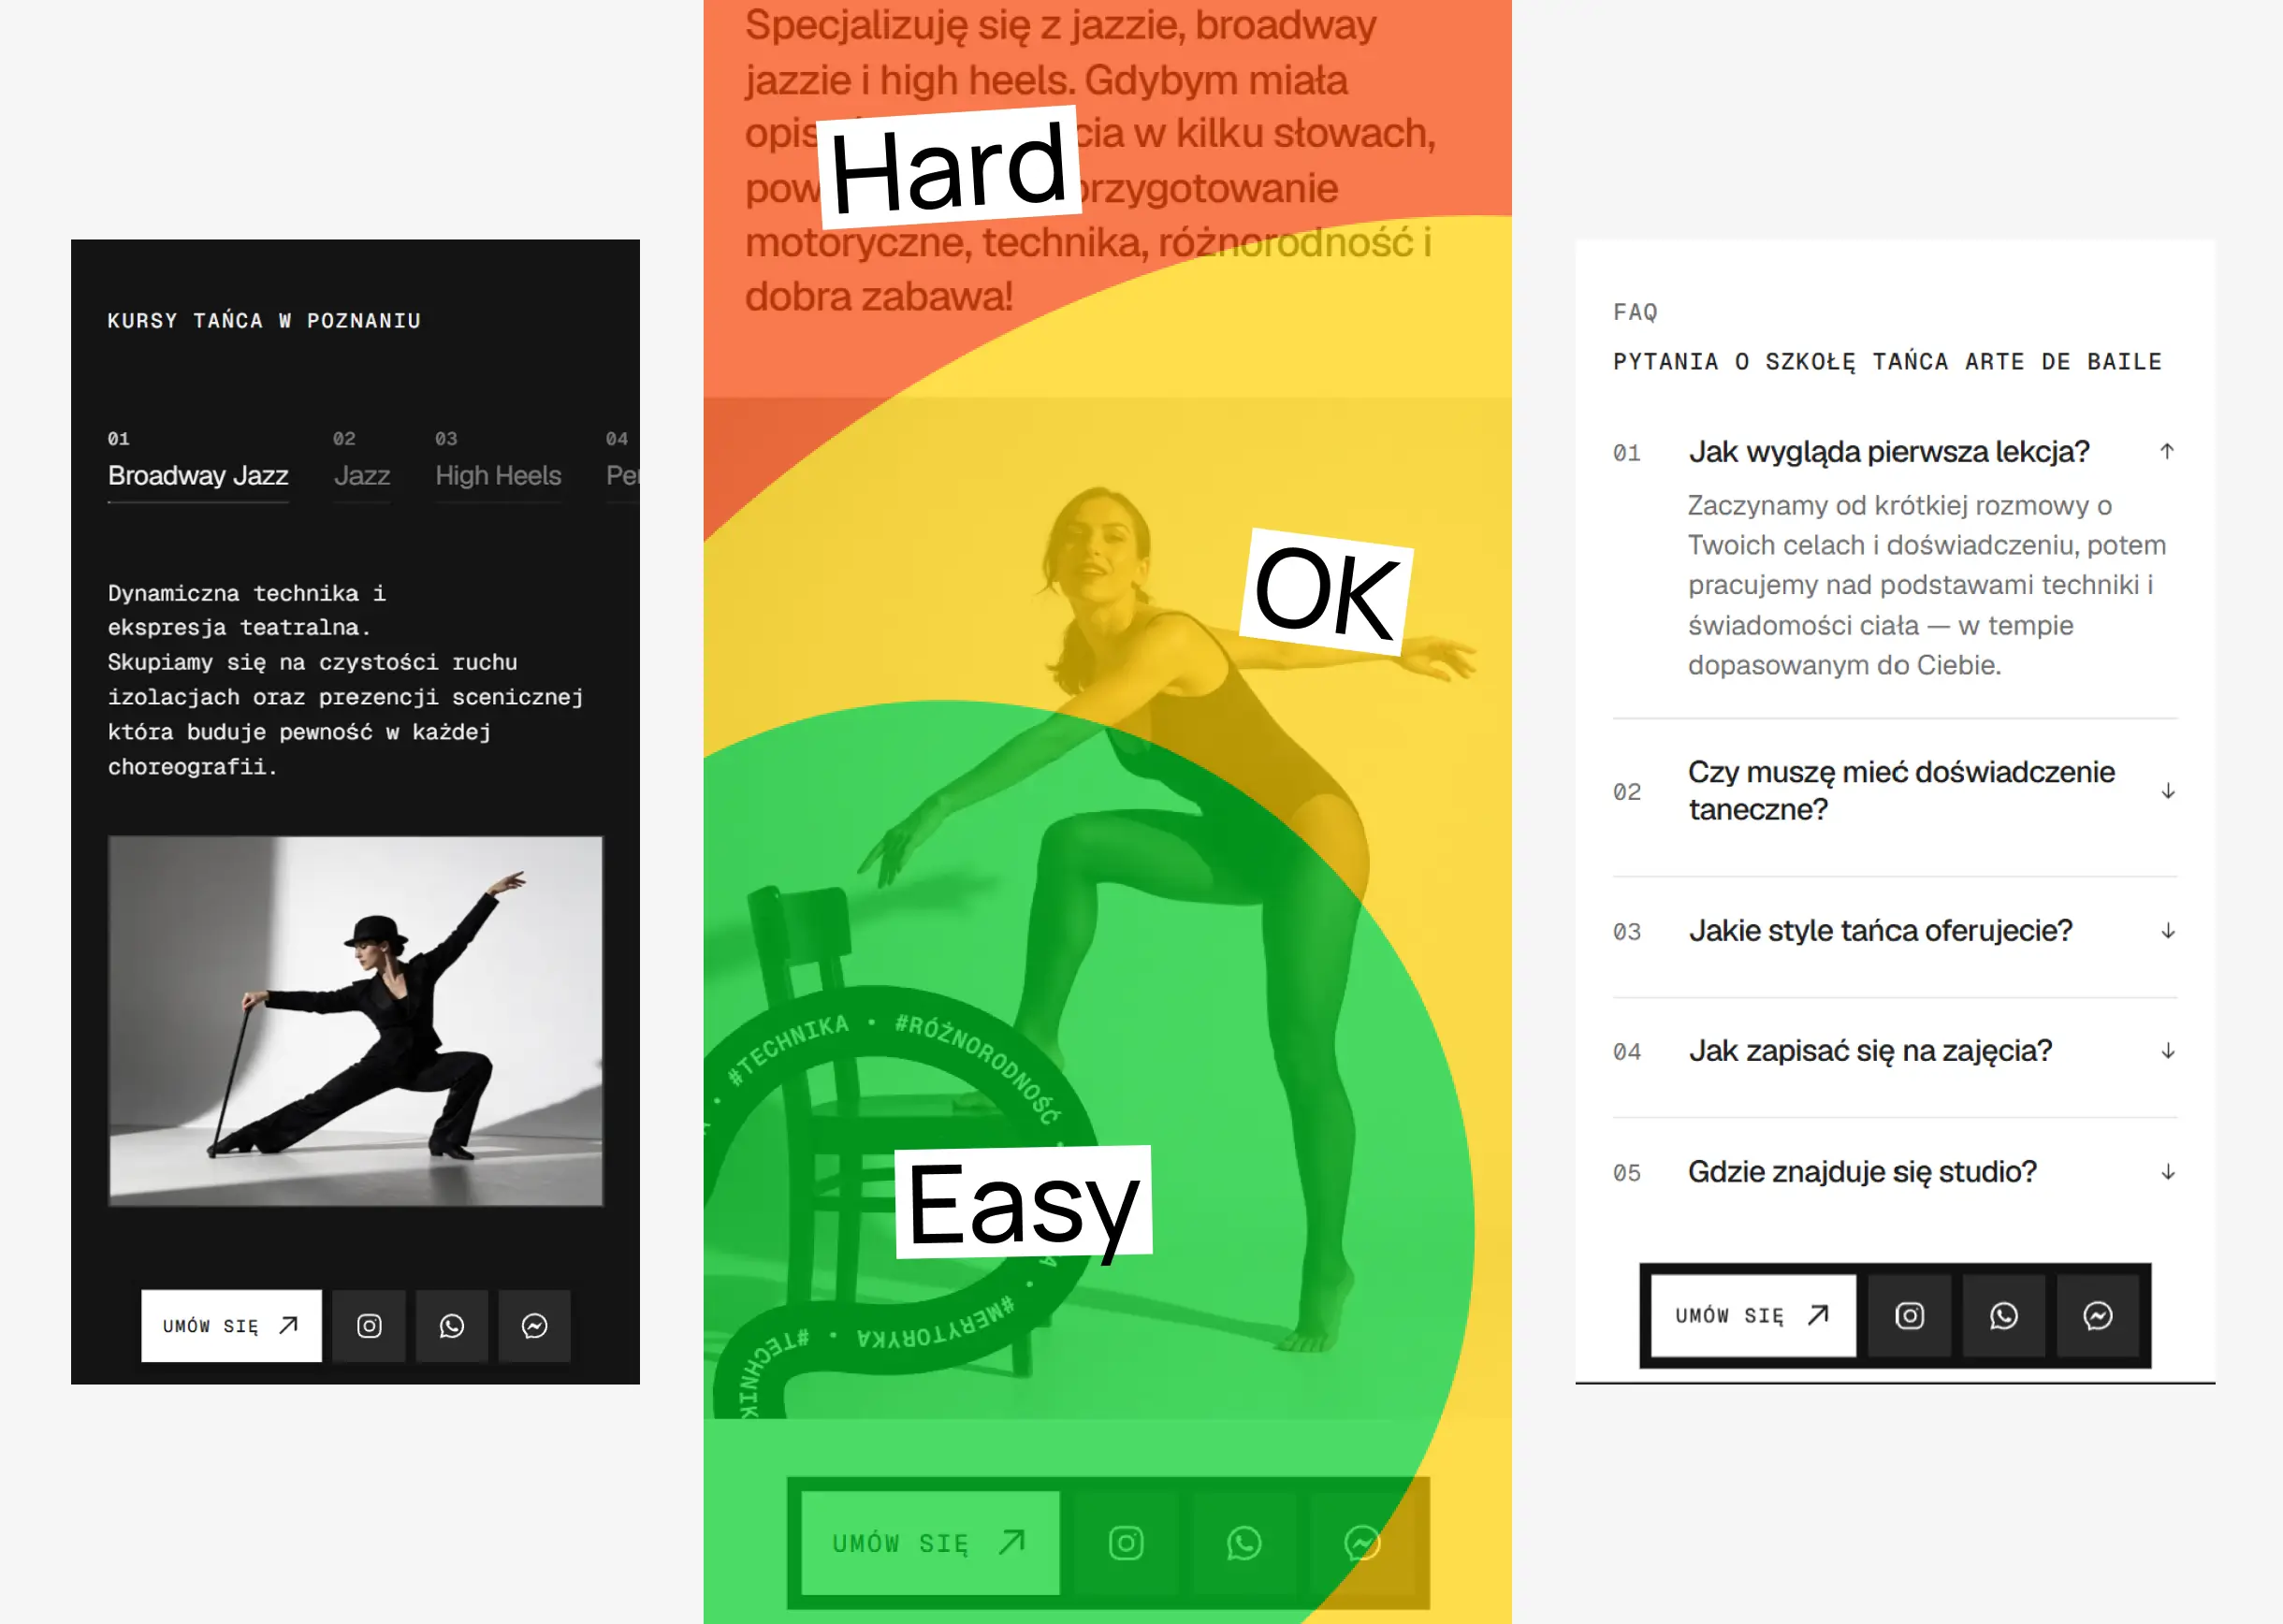 KURSY TAŃCA W POZNANIU
01
Broadway Jazz
02
Jazz
03
High Heels
04
Dynamiczna technika i
ekspresja teatralna.
Skupiamy się na czystości ruchu
izolacjach oraz prezencji scenicznej
która buduje pewność w każdej
choreografii.
UMÓW SIĘ
Specjalizuję się z jazzie, broadway
jazzie i high heels. Gdybym miała
w kilku słowach,
przygotowanie
motoryczne, technika, różnorodność i
dobra zabawa!
Hard
OK
Easy
#TECHNIKA • #RÓŻNORODNOŚĆ •
• #MERYTORYKA • #TECHNIK
UMÓW SIĘ
FAQ
PYTANIA O SZKOŁĘ TAŃCA ARTE DE BAILE
01 Jak wygląda pierwsza lekcja?
Zaczynamy od krótkiej rozmowy o
Twoich celach i doświadczeniu, potem
pracujemy nad podstawami techniki i
świadomości ciała — w tempie
dopasowanym do Ciebie.
02 Czy muszę mieć doświadczenie
taneczne?
03 Jakie style tańca oferujecie?
04 Jak zapisać się na zajęcia?
05 Gdzie znajduje się studio?
UMÓW SIĘ